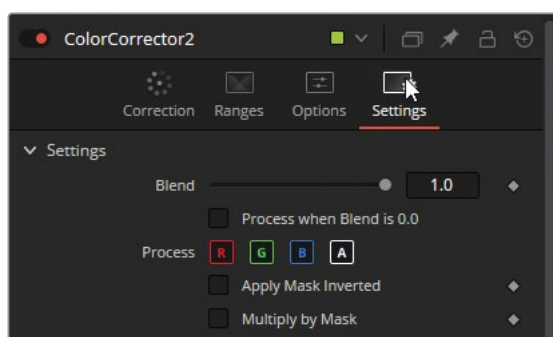 ColorCorrector2
Correction Ranges Options Settings
Settings
Blend 1.0
Process when Blend is 0.0
Process R G B A
Apply Mask Inverted
Multiply by Mask